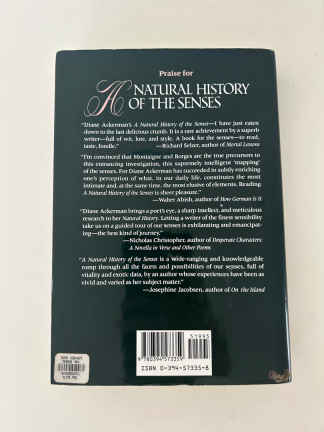 Praise for
A NATURAL HISTORY
OF THE SENSES
"Diane Ackerman's A Natural History of the Senses—I have just eaten
down to the last delicious crumb. It is a rare achievement by a superb
writer—full of wit, lore, and style. A book for the senses—to read,
taste, fondle." —Richard Selzer, author of Mortal Lessons
"I'm convinced that Montaigne and Borges are the true precursors to
this entrancing investigation, this supremely intelligent 'mapping'
of the senses. For Diane Ackerman has succeeded in subtly enriching
one's perception of what, in our daily life, constitutes the most
intimate and, at the same time, the most elusive of elements. Reading
A Natural History of the Senses is sheer pleasure."
—Walter Abish, author of How German Is It
"Diane Ackerman brings a poet's eye, a sharp intellect, and meticulous
research to her Natural History. Letting a writer of the finest sensibility
take us on a guided tour of our senses is exhilarating and emancipat-
ing—the best kind of journey."
—Nicholas Christopher, author of Desperate Characters:
A Novella in Verse and Other Poems
"A Natural History of the Senses is a wide-ranging and knowledgeable
romp through all the facets and possibilities of our senses, full of
vitality and exotic data, by an author whose experiences have been as
vivid and varied as her subject matter."
—Josephine Jacobsen, author of On the Island
51995
9 780394 573359
ISBN 0-394-57335-8